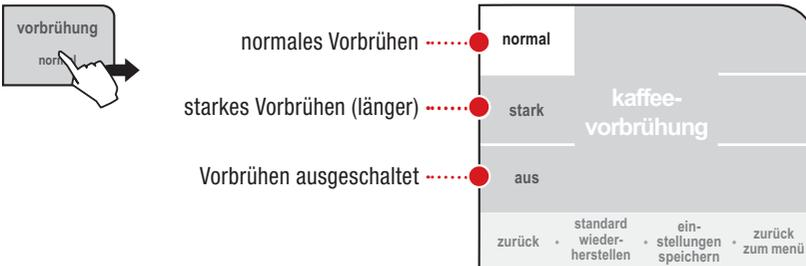 vorbrühung
normal
normales Vorbrühen
starkes Vorbrühen (länger)
Vorbrühen ausgeschaltet
normal
stark
aus
kaffee-
vorbrühung
zurück
standard
wieder-
herstellen
ein-
stellungen
speichern
zurück
zum menü